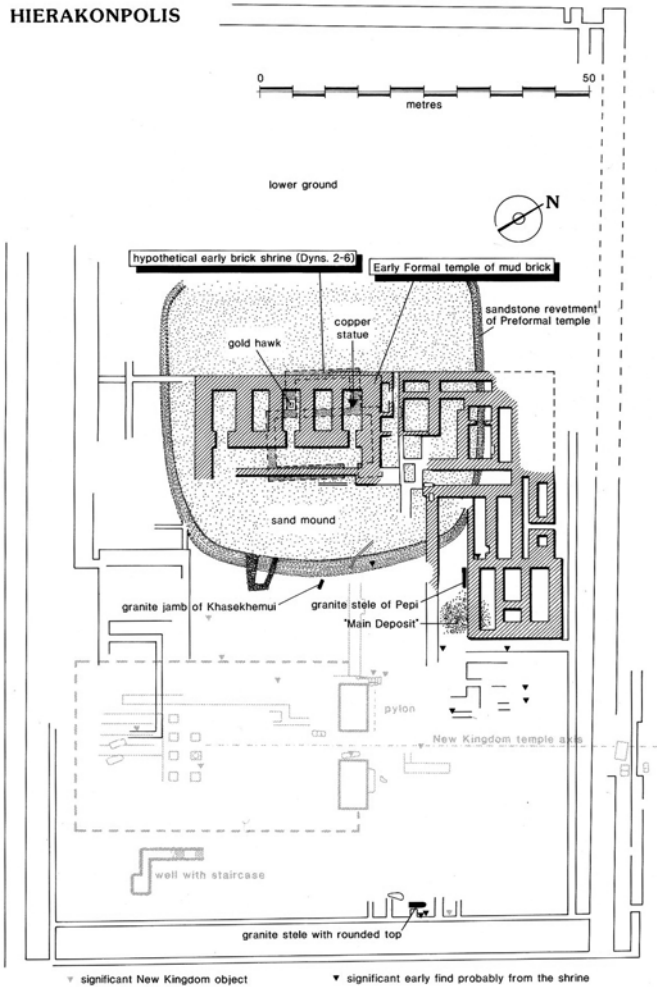 HIERAKONPOLIS
0 50
metres
lower ground
N
hypothetical early brick shrine (Dyns. 2-6)
Early Formal temple of mud brick
sandstone revetment
of Preformal temple
copper
statue
gold hawk
sand mound
granite jamb of Khasekhemui
granite stele of Pepi
"Main Deposit"
pylon
New Kingdom temple axis
well with staircase
granite stele with rounded top
significant New Kingdom object
significant early find probably from the shrine